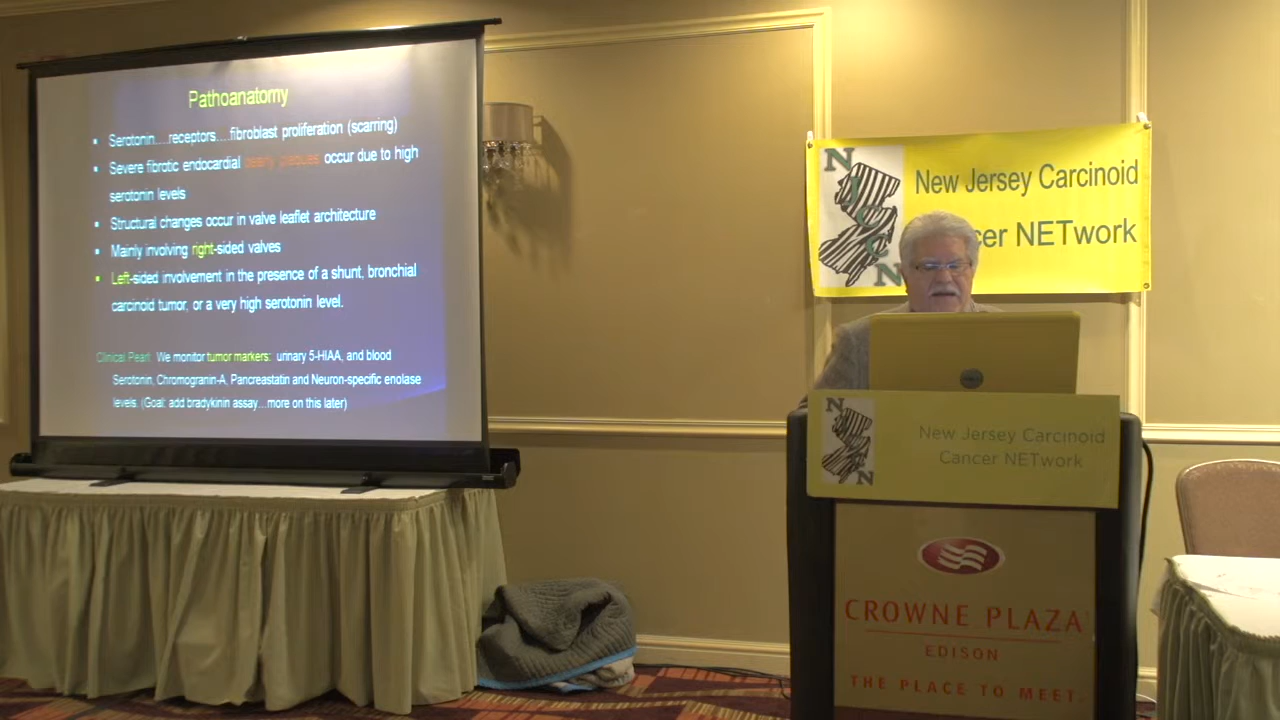 Pathoanatomy
Serotonin....receptors....fibroblast proliferation (scarring)
Severe fibrotic endocardial pearly plaques occur due to high
serotonin levels
Structural changes occur in valve leaflet architecture
Mainly involving right-sided valves
Left-sided involvement in the presence of a shunt, bronchial
carcinoid tumor, or a very high serotonin level.
Clinical Pearl: We monitor tumor markers: urinary 5-HIAA, and blood
Serotonin, Chromogranin-A, Pancreastatin and Neuron-specific enolase
levels. (Goal: add bradykinin assay...more on this later)
NJCCN
New Jersey Carcinoid
cer NETwork
DELL
N N
New Jersey Carcinoid
Cancer NETwork
CROWNE PLAZA
EDISON
THE PLACE TO MEET.